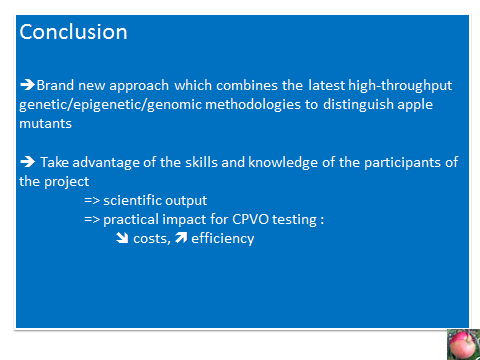 Conclusion
➔Brand new approach which combines the latest high-throughput
genetic/epigenetic/genomic methodologies to distinguish apple
mutants
➔ Take advantage of the skills and knowledge of the participants of
the project
=> scientific output
=> practical impact for CPVO testing :
➘ costs, ➚ efficiency